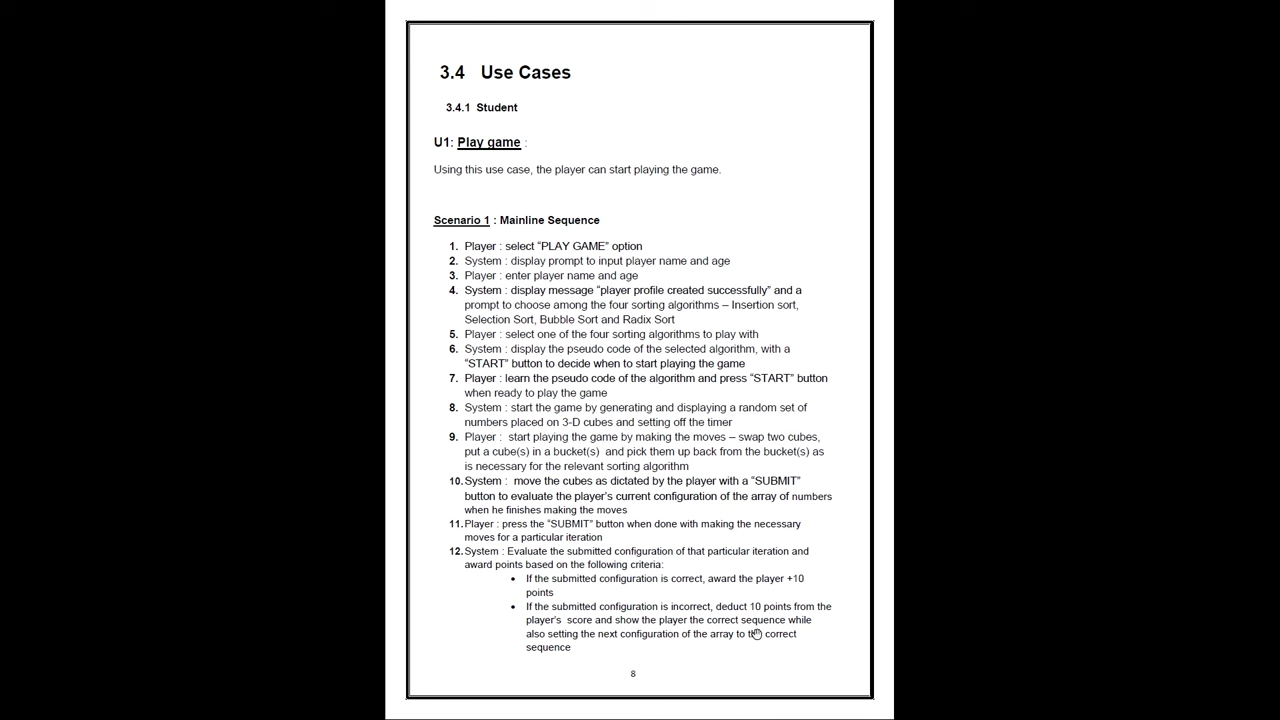 3.4 Use Cases
3.4.1 Student
U1: Play game :
Using this use case, the player can start playing the game.
Scenario 1 : Mainline Sequence
1. Player : select “PLAY GAME” option
2. System : display prompt to input player name and age
3. Player : enter player name and age
4. System : display message “player profile created successfully” and a
prompt to choose among the four sorting algorithms – Insertion sort,
Selection Sort, Bubble Sort and Radix Sort
5. Player : select one of the four sorting algorithms to play with
6. System : display the pseudo code of the selected algorithm, with a
“START” button to decide when to start playing the game
7. Player : learn the pseudo code of the algorithm and press “START” button
when ready to play the game
8. System : start the game by generating and displaying a random set of
numbers placed on 3-D cubes and setting off the timer
9. Player : start playing the game by making the moves – swap two cubes,
put a cube(s) in a bucket(s) and pick them up back from the bucket(s) as
is necessary for the relevant sorting algorithm
10. System : move the cubes as dictated by the player with a “SUBMIT”
button to evaluate the player’s current configuration of the array of numbers
when he finishes making the moves
11. Player : press the “SUBMIT” button when done with making the necessary
moves for a particular iteration
12. System : Evaluate the submitted configuration of that particular iteration and
award points based on the following criteria:
• If the submitted configuration is correct, award the player +10
points
• If the submitted configuration is incorrect, deduct 10 points from the
player’s score and show the player the correct sequence while
also setting the next configuration of the array to the correct
sequence
8